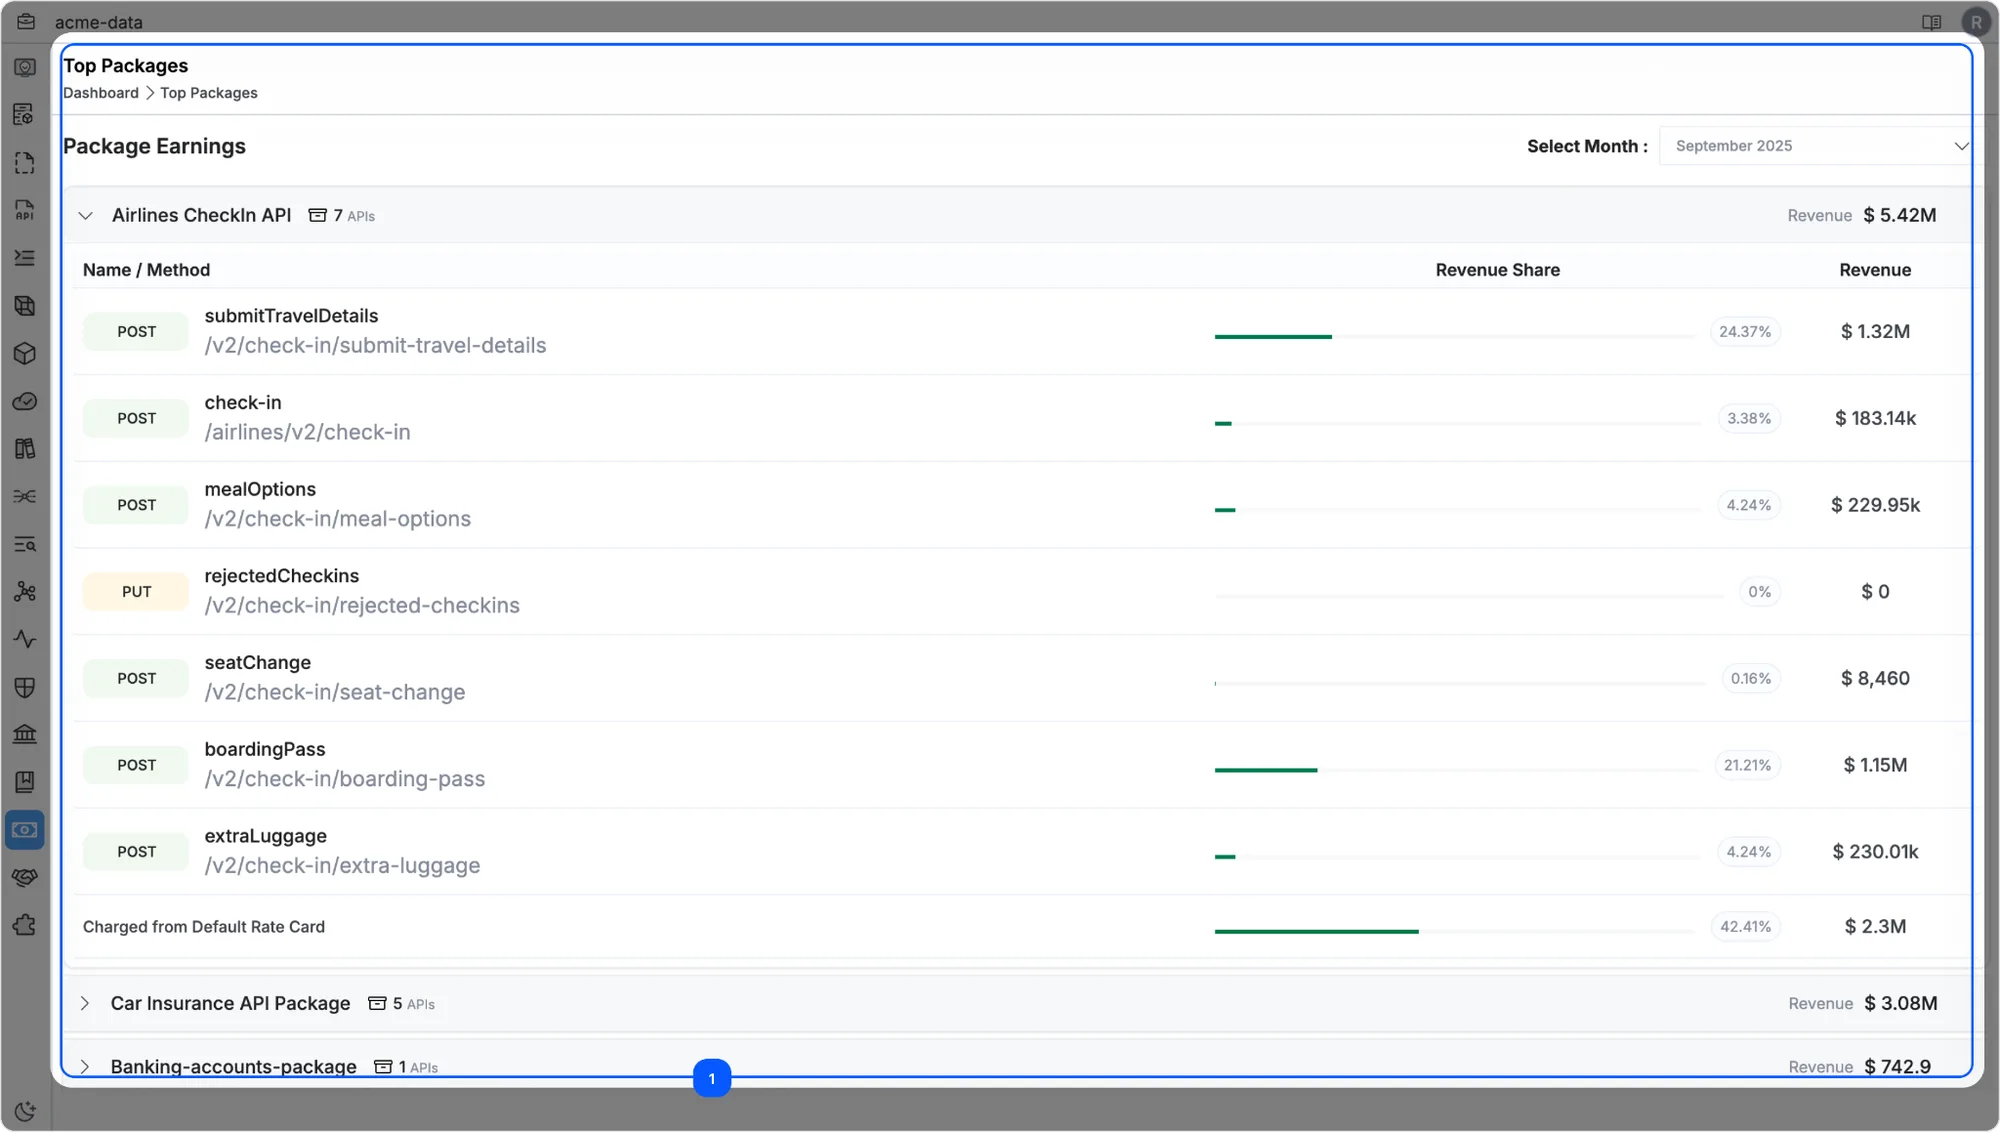 acme-data
R
Top Packages
Dashboard > Top Packages
Package Earnings
Select Month : September 2025
Airlines CheckIn API 7 APIs Revenue $ 5.42M
Name / Method Revenue Share Revenue
POST submitTravelDetails 24.37% $ 1.32M
/v2/check-in/submit-travel-details
POST check-in 3.38% $ 183.14k
/airlines/v2/check-in
POST mealOptions 4.24% $ 229.95k
/v2/check-in/meal-options
PUT rejectedCheckins 0% $ 0
/v2/check-in/rejected-checkins
POST seatChange 0.16% $ 8,460
/v2/check-in/seat-change
POST boardingPass 21.21% $ 1.15M
/v2/check-in/boarding-pass
POST extraLuggage 4.24% $ 230.01k
/v2/check-in/extra-luggage
Charged from Default Rate Card 42.41% $ 2.3M
Car Insurance API Package 5 APIs Revenue $ 3.08M
Banking-accounts-package 1 APIs Revenue $ 742.9
1
API